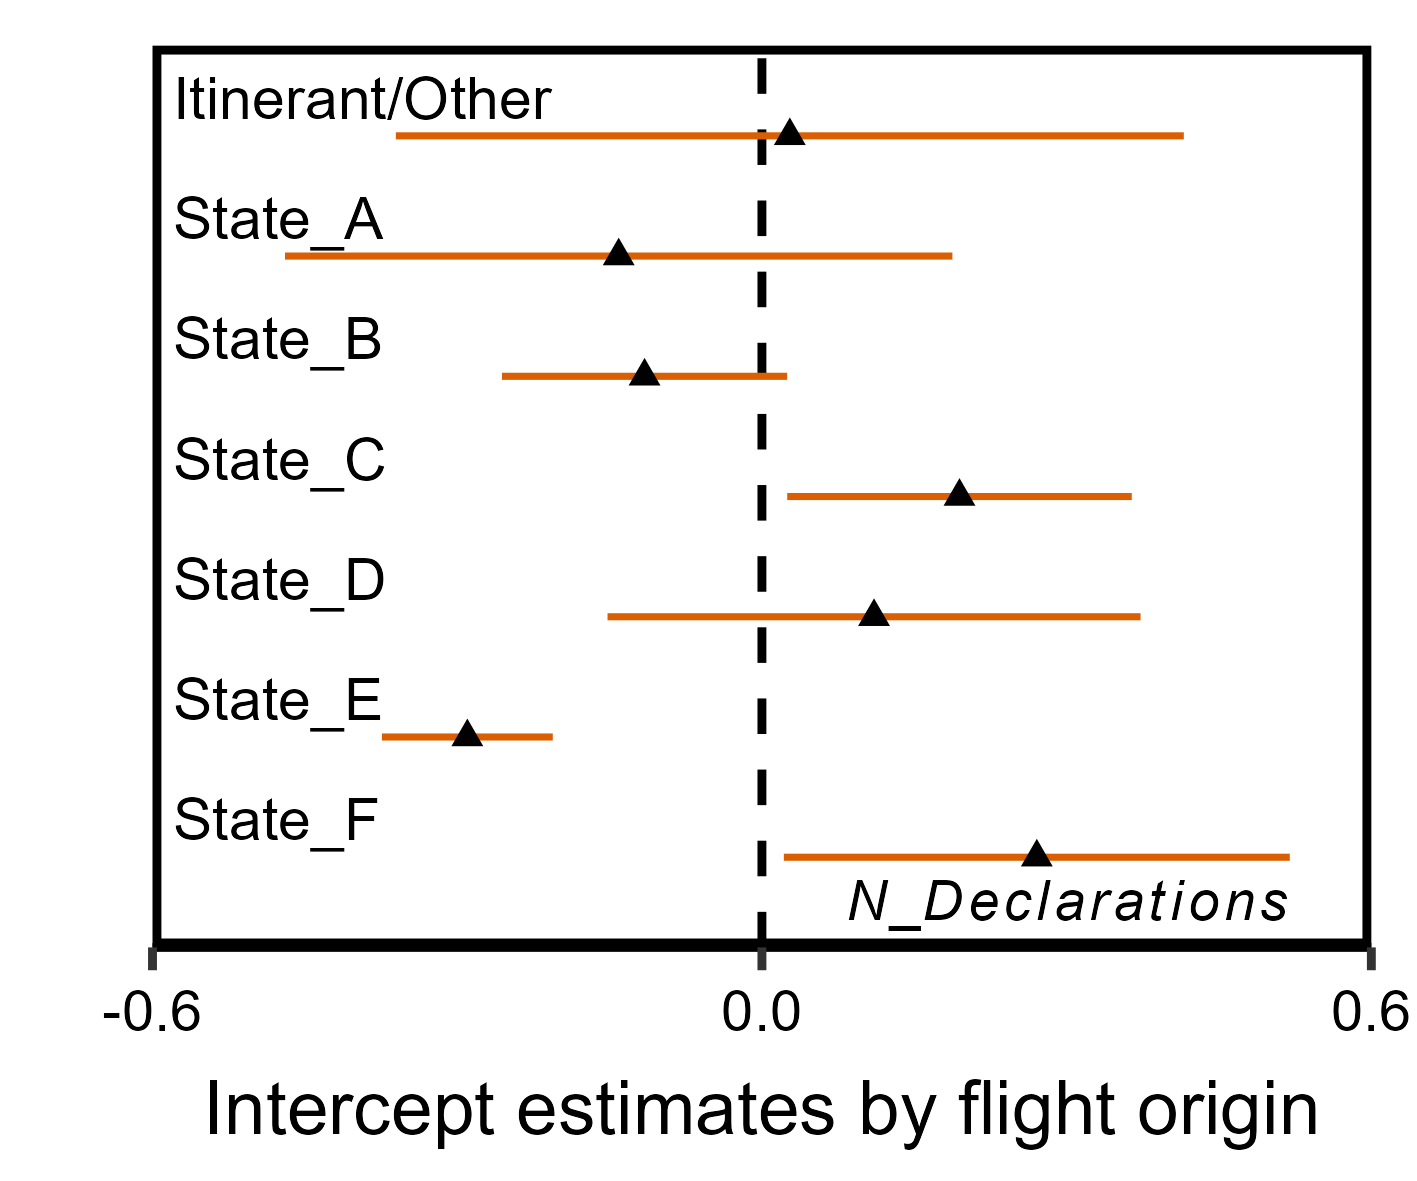 Itinerant/Other
State_A
State_B
State_C
State_D
State_E
State_F
N_Declarations
-0.6 0.0 0.6
Intercept estimates by flight origin